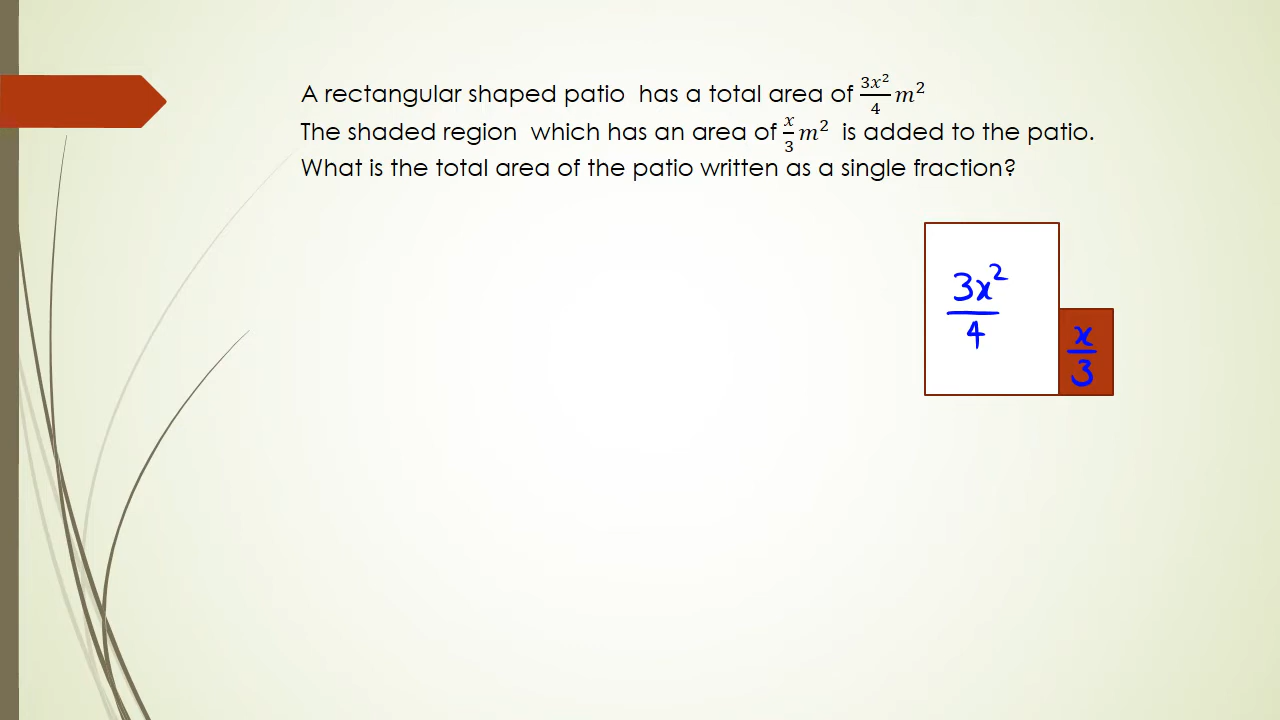 A rectangular shaped patio has a total area of 3x²/4 m²
The shaded region which has an area of x/3 m² is added to the patio.
What is the total area of the patio written as a single fraction?
3x²/4
x/3